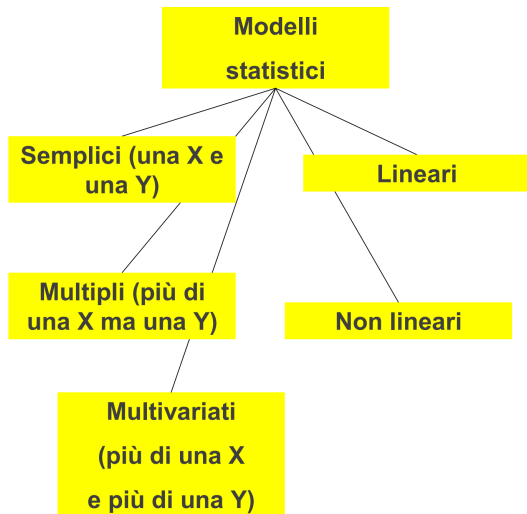 Modelli
statistici
Semplici (una X e
una Y)
Lineari
Multipli (più di
una X ma una Y)
Non lineari
Multivariati
(più di una X
e più di una Y)